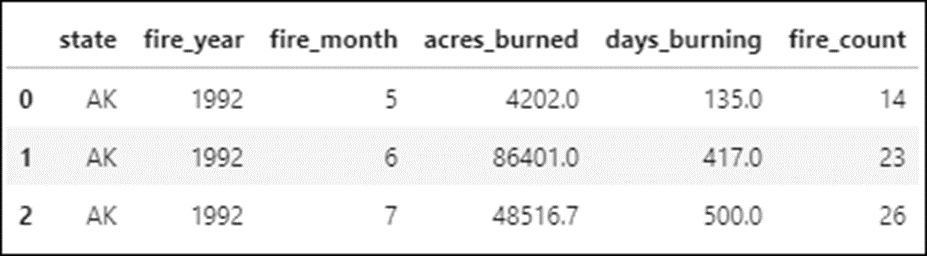 state fire_year fire_month acres_burned days_burning fire_count
0 AK 1992 5 4202.0 135.0 14
1 AK 1992 6 86401.0 417.0 23
2 AK 1992 7 48516.7 500.0 26